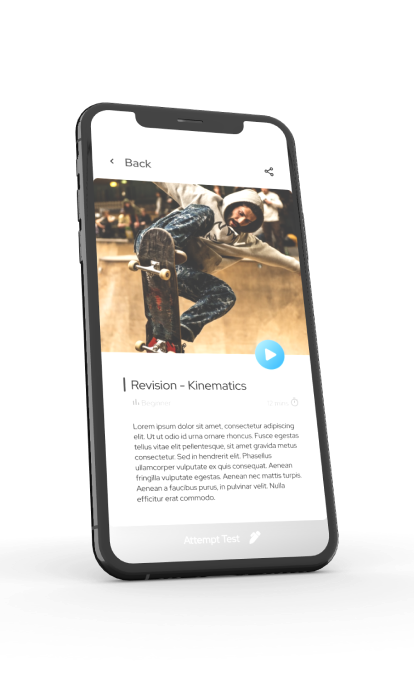 Back
Revision - Kinematics
Beginner
Lorem ipsum dolor sit amet, consectetur adipiscing
elit. Ut ut odio id urna ornare rhoncus. Fusce egestas
tellus vitae elit pellentesque, sit amet gravida metus
consectetur. Sed in hendrerit elit. Phasellus
ullamcorper vulputate ex quis consequat. Aenean
fringilla vulputate egestas. Aenean nec mattis turpis.
Aenean a faucibus purus, in pulvinar velit. Nulla
efficitur erat commodo.
Attempt Test